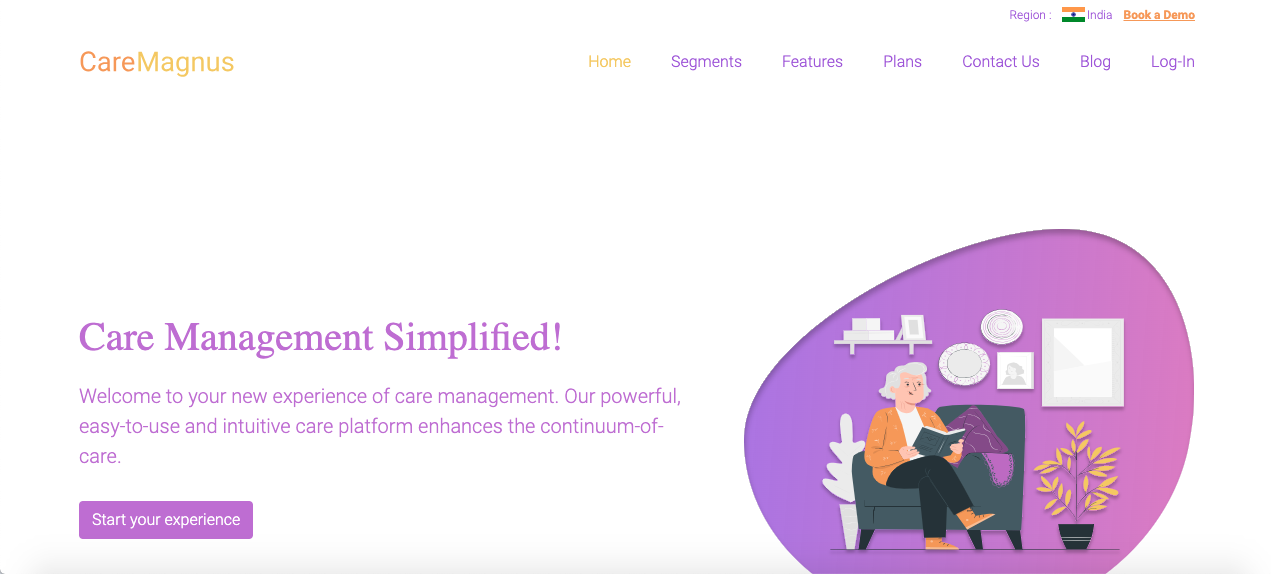 Region : India Book a Demo
CareMagnus Home Segments Features Plans Contact Us Blog Log-In
Care Management Simplified!
Welcome to your new experience of care management. Our powerful,
easy-to-use and intuitive care platform enhances the continuum-of-
care.
Start your experience